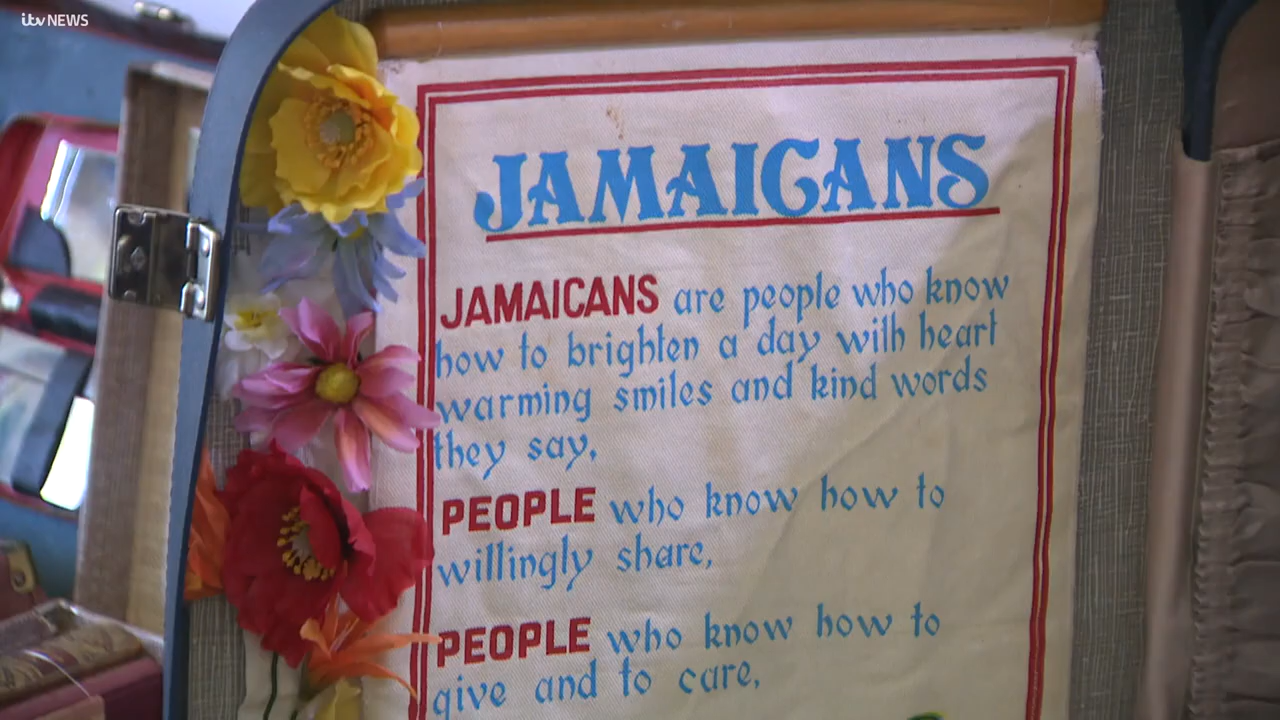 itv NEWS
JAMAICANS
JAMAICANS are people who know
how to brighten a day with heart
warming smiles and kind words
they say,
PEOPLE who know how to
willingly share,
PEOPLE who know how to
give and to care,